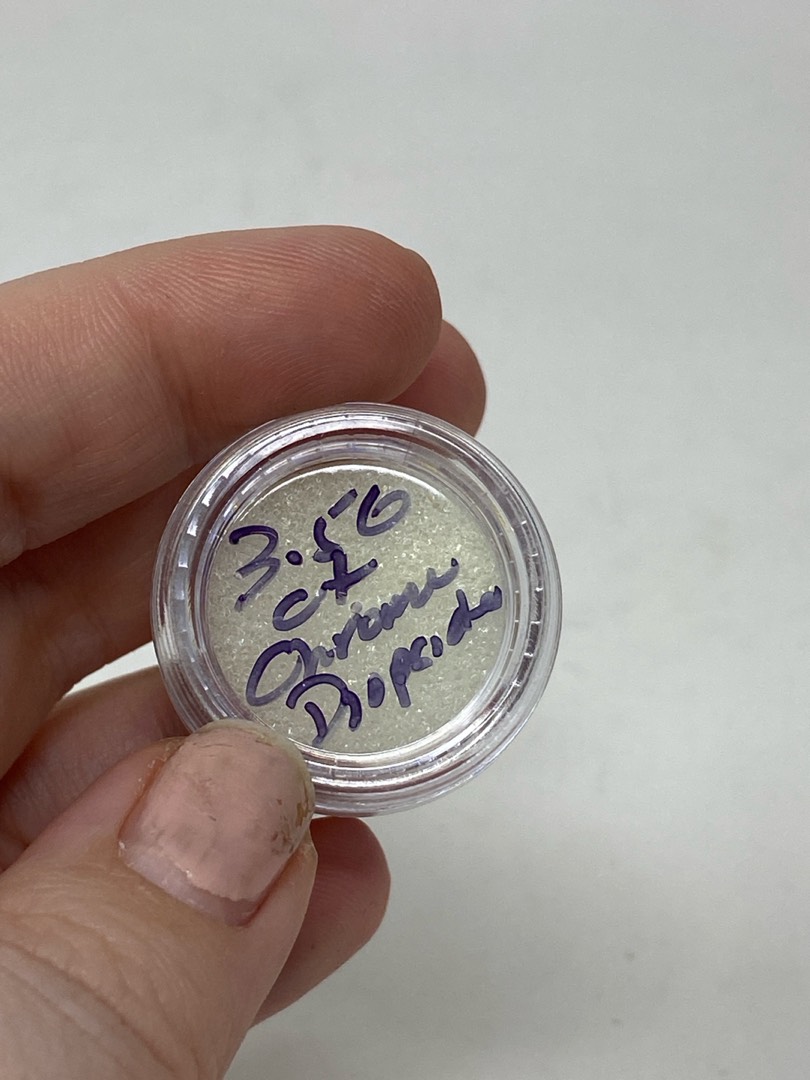 3.56
ct
Chrome
Diopside